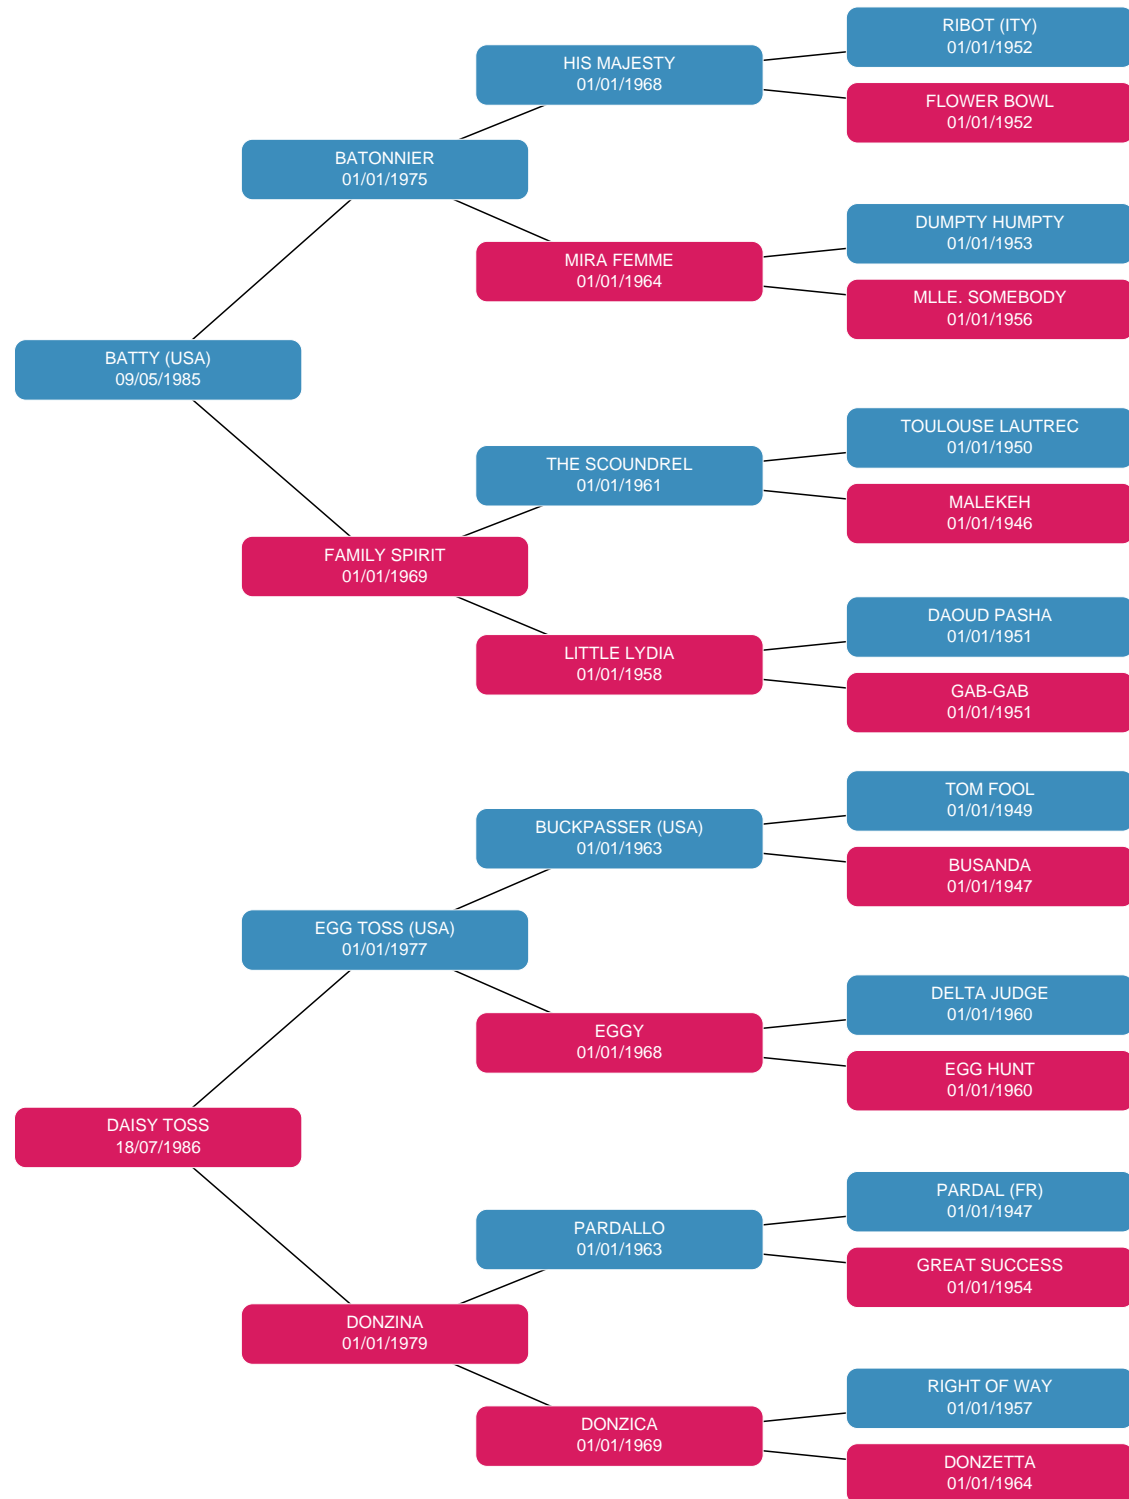 RIBOT (ITY)
01/01/1952
HIS MAJESTY
01/01/1968
FLOWER BOWL
01/01/1952
BATONNIER
01/01/1975
DUMPTY HUMPTY
01/01/1953
MIRA FEMME
01/01/1964
MLLE. SOMEBODY
01/01/1956
BATTY (USA)
09/05/1985
TOULOUSE LAUTREC
01/01/1950
THE SCOUNDREL
01/01/1961
MALEKEH
01/01/1946
FAMILY SPIRIT
01/01/1969
DAOUD PASHA
01/01/1951
LITTLE LYDIA
01/01/1958
GAB-GAB
01/01/1951
TOM FOOL
01/01/1949
BUCKPASSER (USA)
01/01/1963
BUSANDA
01/01/1947
EGG TOSS (USA)
01/01/1977
DELTA JUDGE
01/01/1960
EGGY
01/01/1968
EGG HUNT
01/01/1960
DAISY TOSS
18/07/1986
PARDAL (FR)
01/01/1947
PARDALLO
01/01/1963
GREAT SUCCESS
01/01/1954
DONZINA
01/01/1979
RIGHT OF WAY
01/01/1957
DONZICA
01/01/1969
DONZETTA
01/01/1964